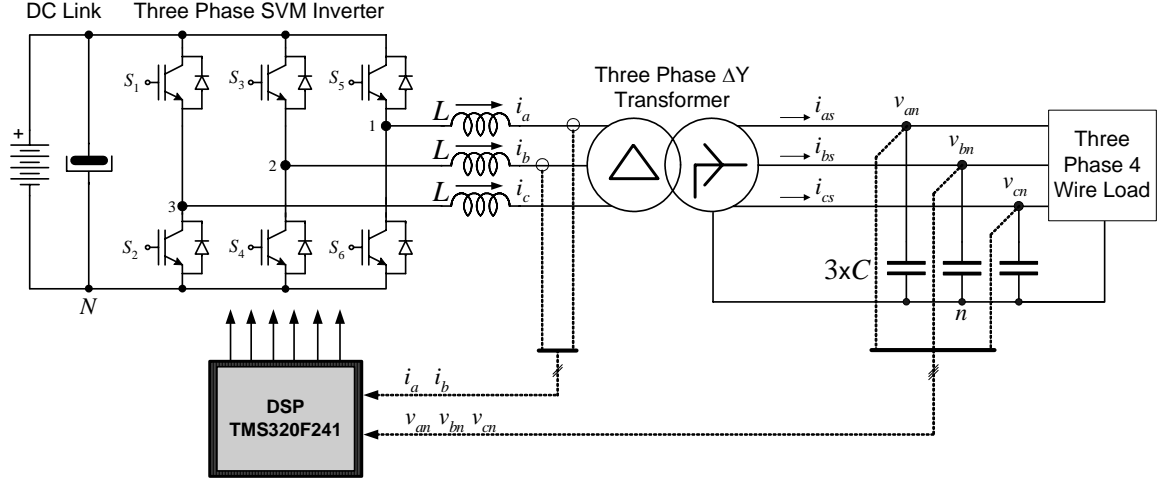 DC Link
Three Phase SVM Inverter
Three Phase ΔY
Transformer
S1
S3
S5
1
2
3
L
L
L
ia
ib
ic
ias
ibs
ics
van
vbn
vcn
Three
Phase 4
Wire Load
+
S2
S4
S6
N
3xC
n
ia ib
van vbn vcn
DSP
TMS320F241